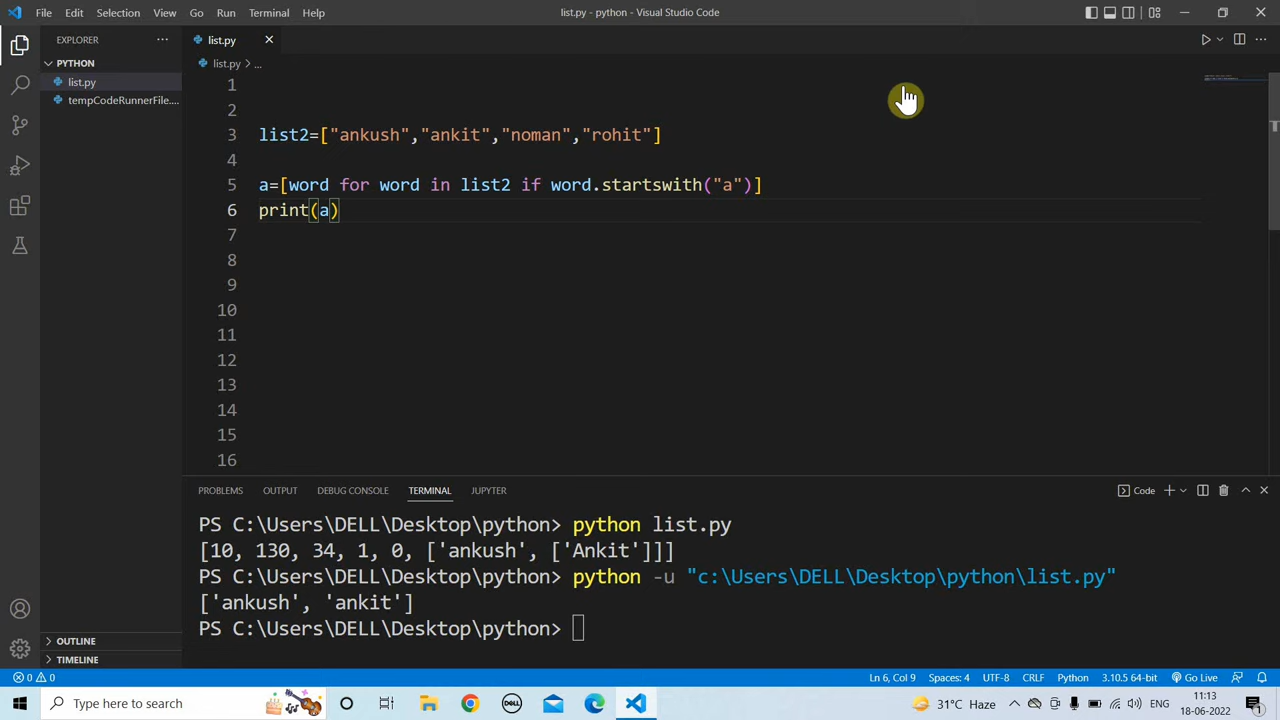 File Edit Selection View Go Run Terminal Help
list.py - python - Visual Studio Code
EXPLORER
PYTHON
list.py
tempCodeRunnerFile....
list.py
list.py > ...
1
2
3 list2=["ankush","ankit","noman","rohit"]
4
5 a=[word for word in list2 if word.startswith("a")]
6 print(a)
7
8
9
10
11
12
13
14
15
16
OUTLINE
TIMELINE
PROBLEMS OUTPUT DEBUG CONSOLE TERMINAL JUPYTER
Code
PS C:\Users\DELL\Desktop\python> python list.py
[10, 130, 34, 1, 0, ['ankush', ['Ankit']]]
PS C:\Users\DELL\Desktop\python> python -u "c:\Users\DELL\Desktop\python\list.py"
['ankush', 'ankit']
PS C:\Users\DELL\Desktop\python>
0 0
Ln 6, Col 9 Spaces: 4 UTF-8 CRLF Python 3.10.5 64-bit Go Live
Type here to search
DELL
31°C Haze
ENG
11:13
18-06-2022
1